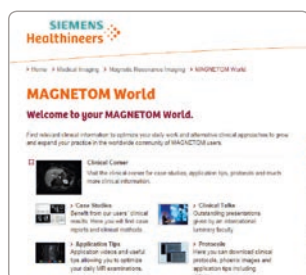 SIEMENS
Healthineers
Home > Medical Imaging > Magnetic Resonance Imaging > MAGNETOM World
MAGNETOM World
Welcome to your MAGNETOM World.
Find relevant clinical information to optimize your daily work and alternative clinical approaches to grow
and expand your practice in the worldwide community of MAGNETOM users.
Clinical Corner
Visit the clinical corner for case studies, application tips, protocols and much
more clinical information.
> Case Studies
Benefit from our users' clinical
results. Here you will find case
reports and clinical methods.
> Clinical Talks
Outstanding presentations
given by an international
luminary faculty.
> Application Tips
Application videos and useful
tips allowing you to optimize
your daily MRI examinations.
> Protocols
Here you can download clinical
protocols, phoenix images and
application tips including